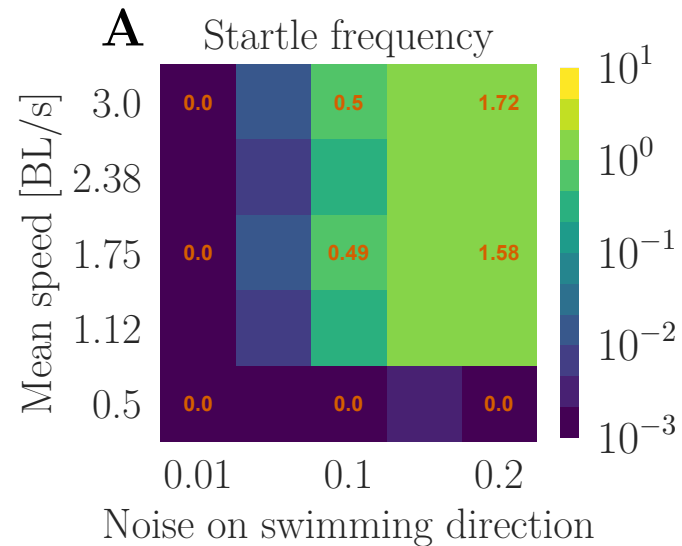 A
Startle frequency
Mean speed [BL/s]
3.0
2.38
1.75
1.12
0.5
0.0 0.5 1.72
0.0 0.49 1.58
0.0 0.0 0.0
0.01 0.1 0.2
Noise on swimming direction
10¹
10⁰
10⁻¹
10⁻²
10⁻³